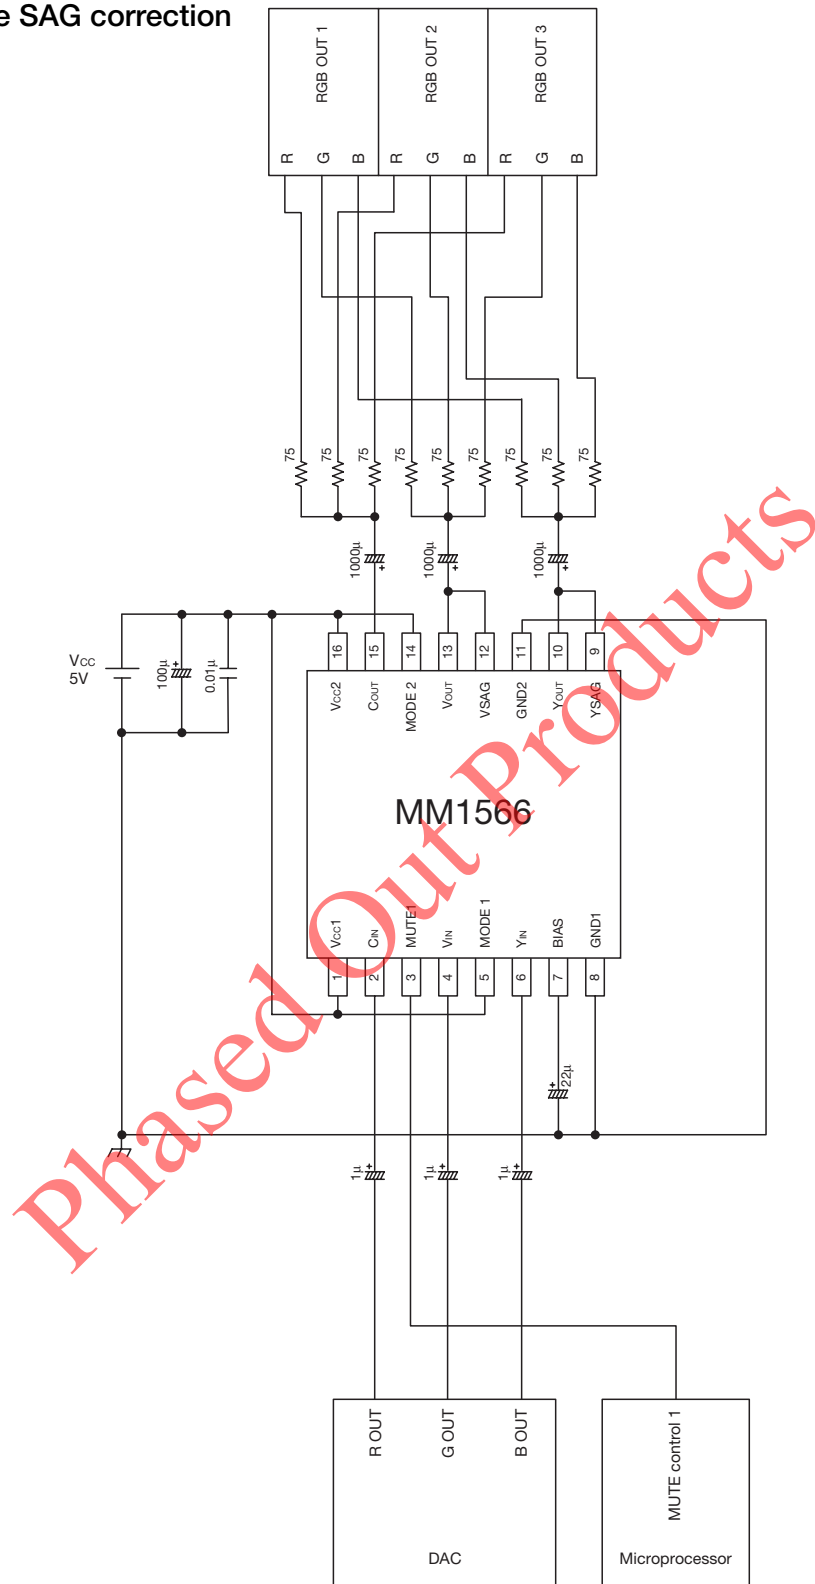 e SAG correction
RGB OUT 1
RGB OUT 2
RGB OUT 3
R
G
B
R
G
B
R
G
B
75
75
75
75
75
75
75
75
75
1000μ
+
1000μ
+
1000μ
+
Vcc
5V
100μ
+
0.01μ
16
15
14
13
12
11
10
9
Vcc2
COUT
MODE 2
VOUT
VSAG
GND2
YOUT
YSAG
MM1566
Vcc1
CIN
MUTE1
VIN
MODE 1
YIN
BIAS
GND1
1
2
3
4
5
6
7
8
+
22μ
1μ
+
1μ
+
1μ
+
R OUT
G OUT
B OUT
DAC
MUTE control 1
Microprocessor
Phased Out Products